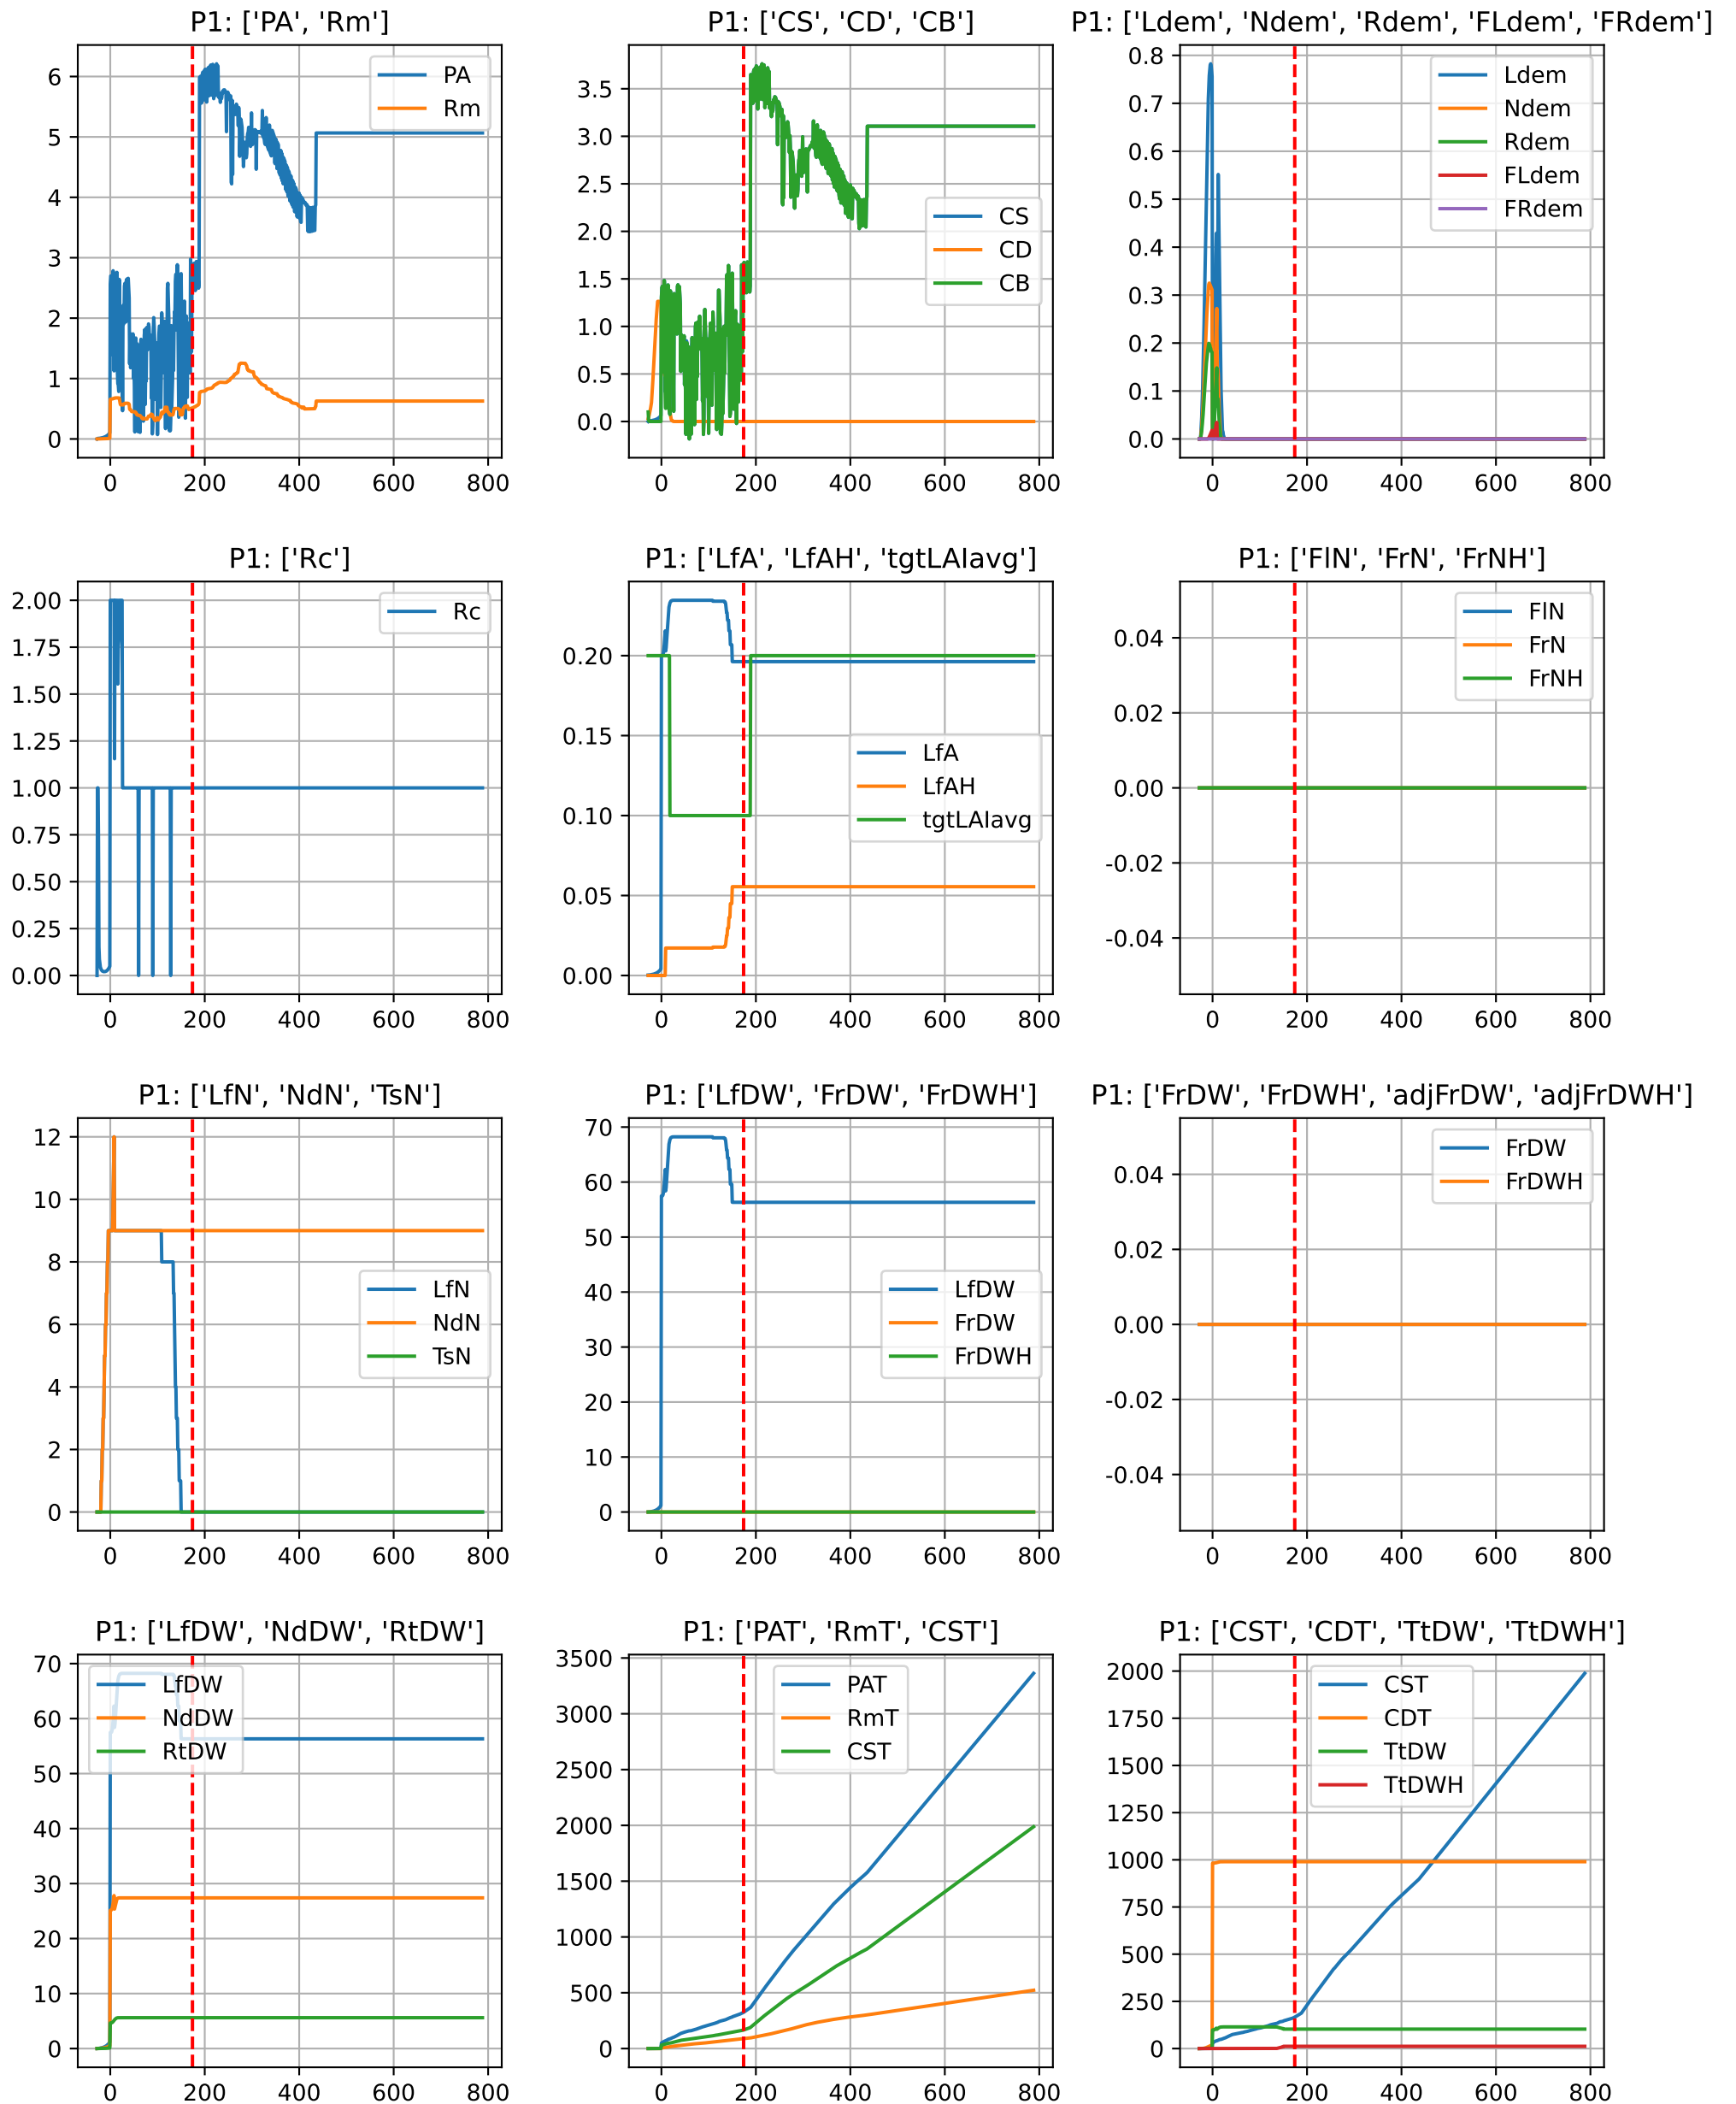 P1: ['PA', 'Rm']
6
5
4
3
2
1
0
0 200 400 600 800
PA
Rm
P1: ['CS', 'CD', 'CB']
3.5
3.0
2.5
2.0
1.5
1.0
0.5
0.0
0 200 400 600 800
CS
CD
CB
P1: ['Ldem', 'Ndem', 'Rdem', 'FLdem', 'FRdem']
0.8
0.7
0.6
0.5
0.4
0.3
0.2
0.1
0.0
0 200 400 600 800
Ldem
Ndem
Rdem
FLdem
FRdem
P1: ['Rc']
2.00
1.75
1.50
1.25
1.00
0.75
0.50
0.25
0.00
0 200 400 600 800
Rc
P1: ['LfA', 'LfAH', 'tgtLAIavg']
0.20
0.15
0.10
0.05
0.00
0 200 400 600 800
LfA
LfAH
tgtLAIavg
P1: ['FlN', 'FrN', 'FrNH']
0.04
0.02
0.00
-0.02
-0.04
0 200 400 600 800
FlN
FrN
FrNH
P1: ['LfN', 'NdN', 'TsN']
12
10
8
6
4
2
0
0 200 400 600 800
LfN
NdN
TsN
P1: ['LfDW', 'FrDW', 'FrDWH']
70
60
50
40
30
20
10
0
0 200 400 600 800
LfDW
FrDW
FrDWH
P1: ['FrDW', 'FrDWH', 'adjFrDW', 'adjFrDWH']
0.04
0.02
0.00
-0.02
-0.04
0 200 400 600 800
FrDW
FrDWH
P1: ['LfDW', 'NdDW', 'RtDW']
70
60
50
40
30
20
10
0
0 200 400 600 800
LfDW
NdDW
RtDW
P1: ['PAT', 'RmT', 'CST']
3500
3000
2500
2000
1500
1000
500
0
0 200 400 600 800
PAT
RmT
CST
P1: ['CST', 'CDT', 'TtDW', 'TtDWH']
2000
1750
1500
1250
1000
750
500
250
0
0 200 400 600 800
CST
CDT
TtDW
TtDWH